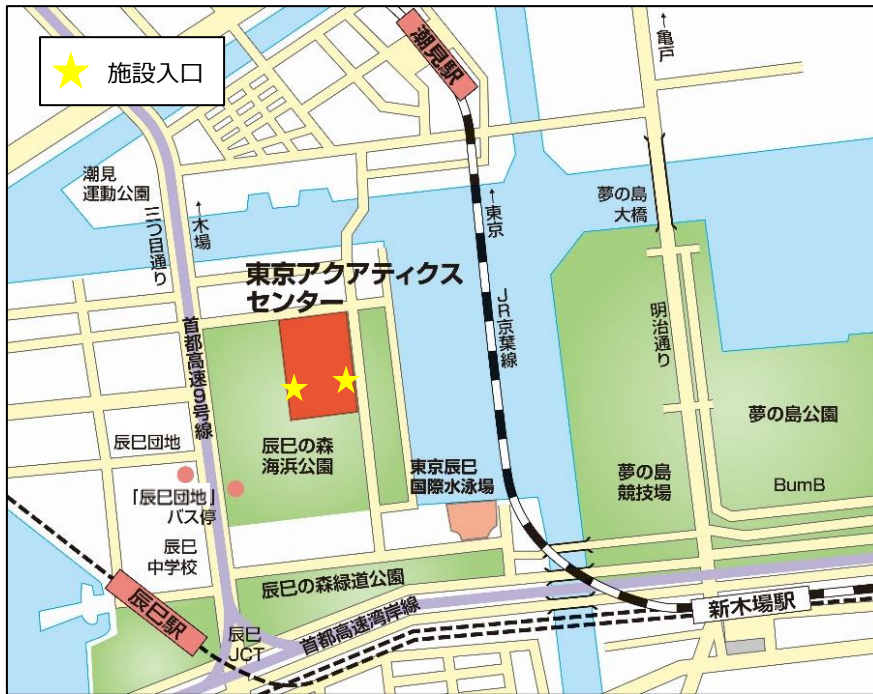 施設入口
潮見駅
←亀戸
潮見
運動公園
三つ目通り
←木場
←東京
夢の島
大橋
東京アクアティクス
センター
首都高速9号線
JR京葉線
明治通り
辰巳団地
辰巳の森
海浜公園
東京辰巳
国際水泳場
夢の島公園
夢の島
競技場
BumB
「辰巳団地」
バス停
辰巳
中学校
辰巳の森緑道公園
辰巳駅
辰巳
JCT
首都高速湾岸線
新木場駅